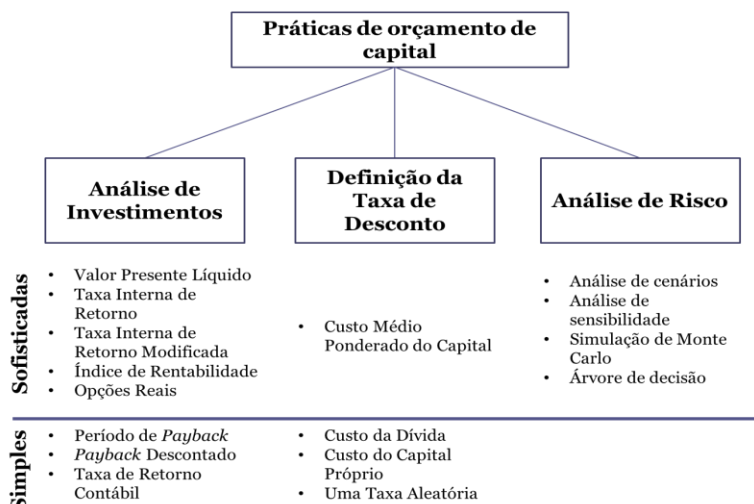 Práticas de orçamento de
capital
Análise de
Investimentos
Definição da
Taxa de
Desconto
Análise de Risco
Sofisticadas
• Valor Presente Líquido
• Taxa Interna de
Retorno
• Taxa Interna de
Retorno Modificada
• Índice de Rentabilidade
• Opções Reais
• Custo Médio
Ponderado do Capital
• Análise de cenários
• Análise de
sensibilidade
• Simulação de Monte
Carlo
• Árvore de decisão
Simples
• Período de Payback
• Payback Descontado
• Taxa de Retorno
Contábil
• Custo da Dívida
• Custo do Capital
Próprio
• Uma Taxa Aleatória